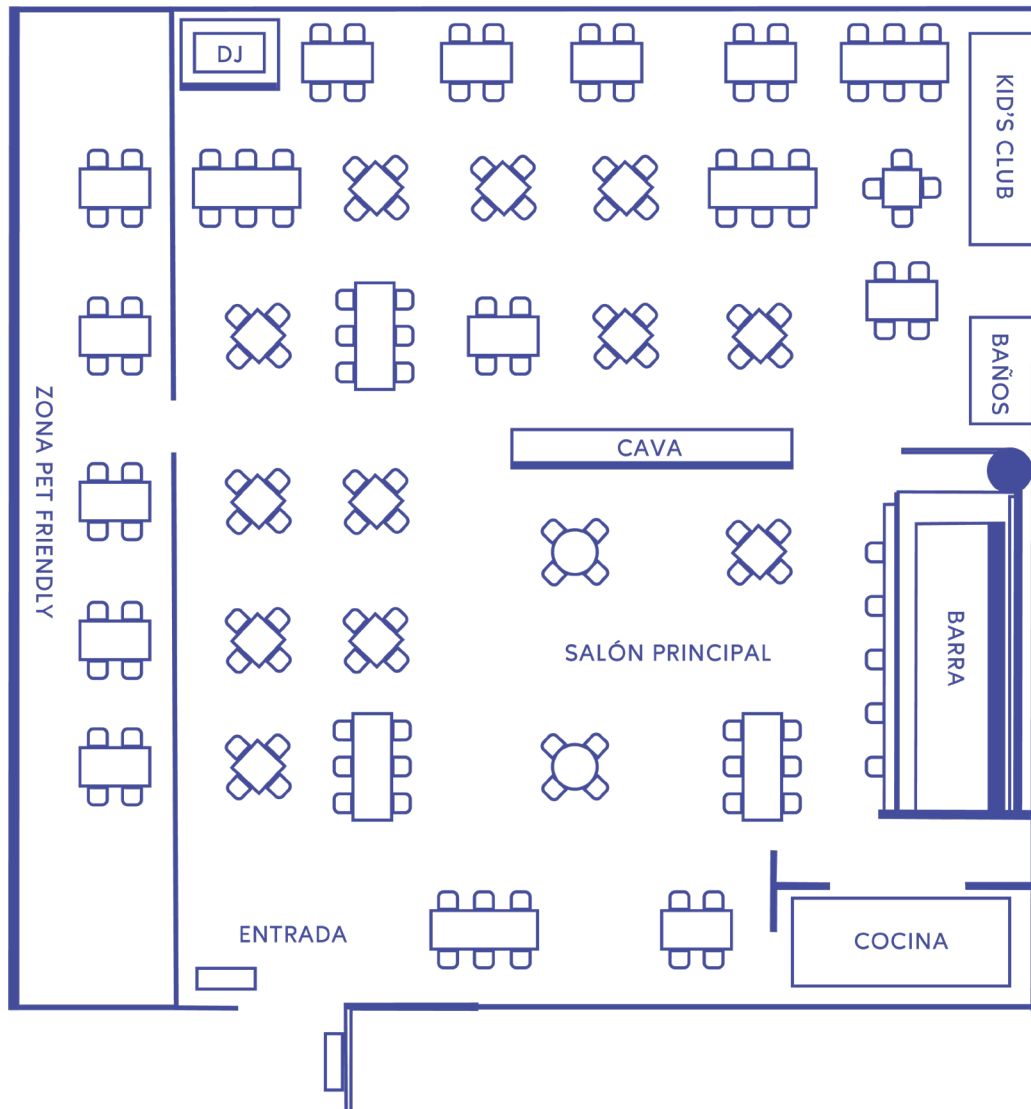 DJ
KID'S CLUB
BAÑOS
ZONA PET FRIENDLY
CAVA
SALÓN PRINCIPAL
BARRA
ENTRADA
COCINA